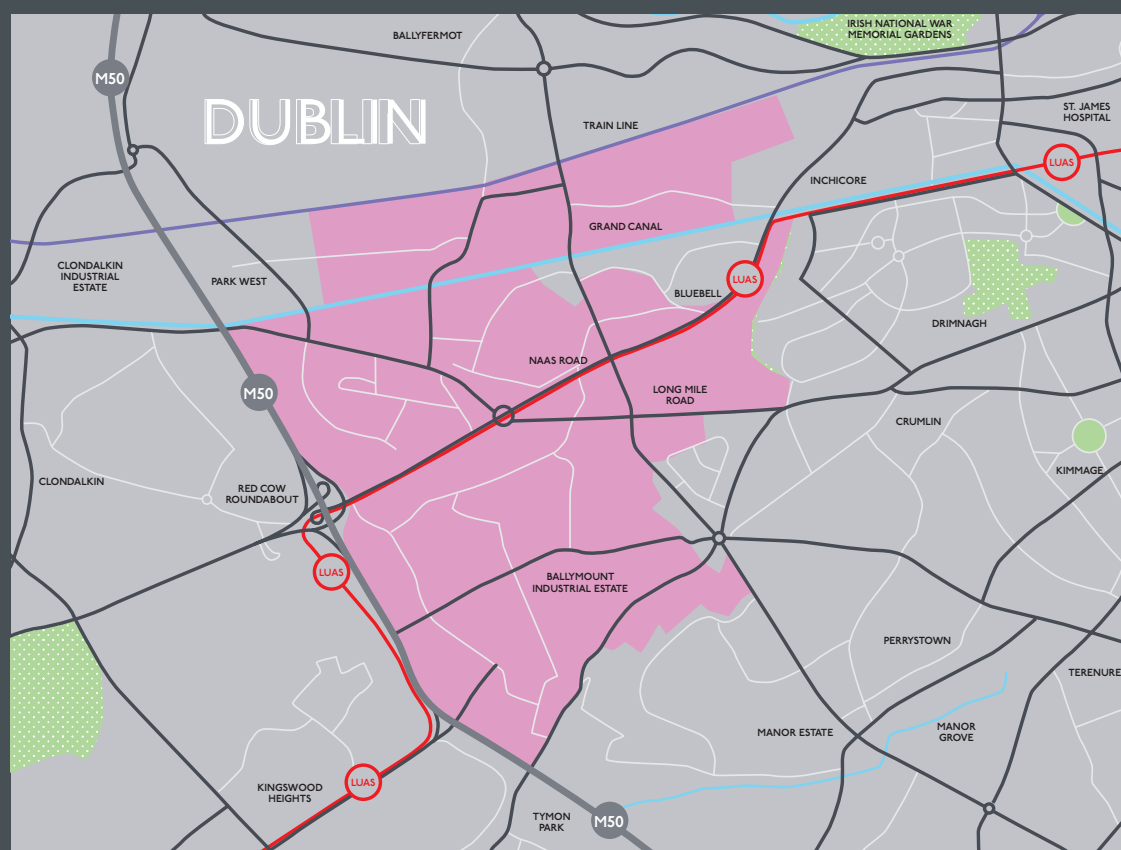 IRISH NATIONAL WAR
MEMORIAL GARDENS
BALLYFERMOT
M50
DUBLIN
ST. JAMES
HOSPITAL
TRAIN LINE
LUAS
INCHICORE
GRAND CANAL
CLONDALKIN
INDUSTRIAL
ESTATE
PARK WEST
LUAS
BLUEBELL
DRIMNAGH
NAAS ROAD
M50
LONG MILE
ROAD
CRUMLIN
KIMMAGE
CLONDALKIN
RED COW
ROUNDABOUT
LUAS
BALLYMOUNT
INDUSTRIAL ESTATE
PERRYSTOWN
TERENURE
MANOR ESTATE
MANOR
GROVE
KINGSWOOD
HEIGHTS
LUAS
TYMON
PARK
M50